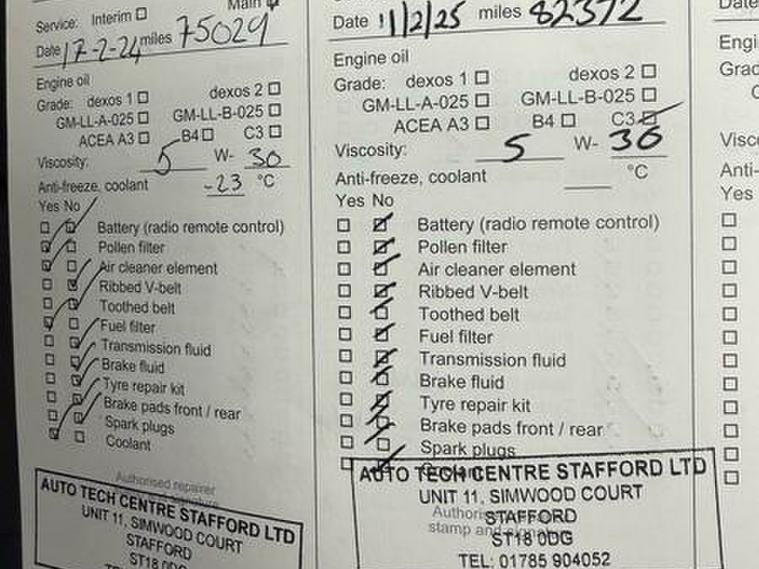 Service: Interim Main
Date 17-2-24 miles 75029
Engine oil
Grade: dexos 1 dexos 2
GM-LL-A-025 GM-LL-B-025
ACEA A3 B4 C3
Viscosity: 5 W- 30
Anti-freeze, coolant -23 °C
Yes No
Battery (radio remote control)
Pollen filter
Air cleaner element
Ribbed V-belt
Toothed belt
Fuel filter
Transmission fluid
Brake fluid
Tyre repair kit
Brake pads front / rear
Spark plugs
Coolant
Authorised repairer
AUTO TECH CENTRE STAFFORD LTD
UNIT 11, SIMWOOD COURT
STAFFORD
ST18 0DG
Date 11/2/25 miles 82372
Engine oil
Grade: dexos 1 dexos 2
GM-LL-A-025 GM-LL-B-025
ACEA A3 B4 C3
Viscosity: 5 W- 30
Anti-freeze, coolant °C
Yes No
Battery (radio remote control)
Pollen filter
Air cleaner element
Ribbed V-belt
Toothed belt
Fuel filter
Transmission fluid
Brake fluid
Tyre repair kit
Brake pads front / rear
Spark plugs
AUTO TECH CENTRE STAFFORD LTD
UNIT 11, SIMWOOD COURT
STAFFORD
stamp and
ST18 0DG
TEL: 01785 904052
Date
Engi
Grad
Visc
Anti-
Yes